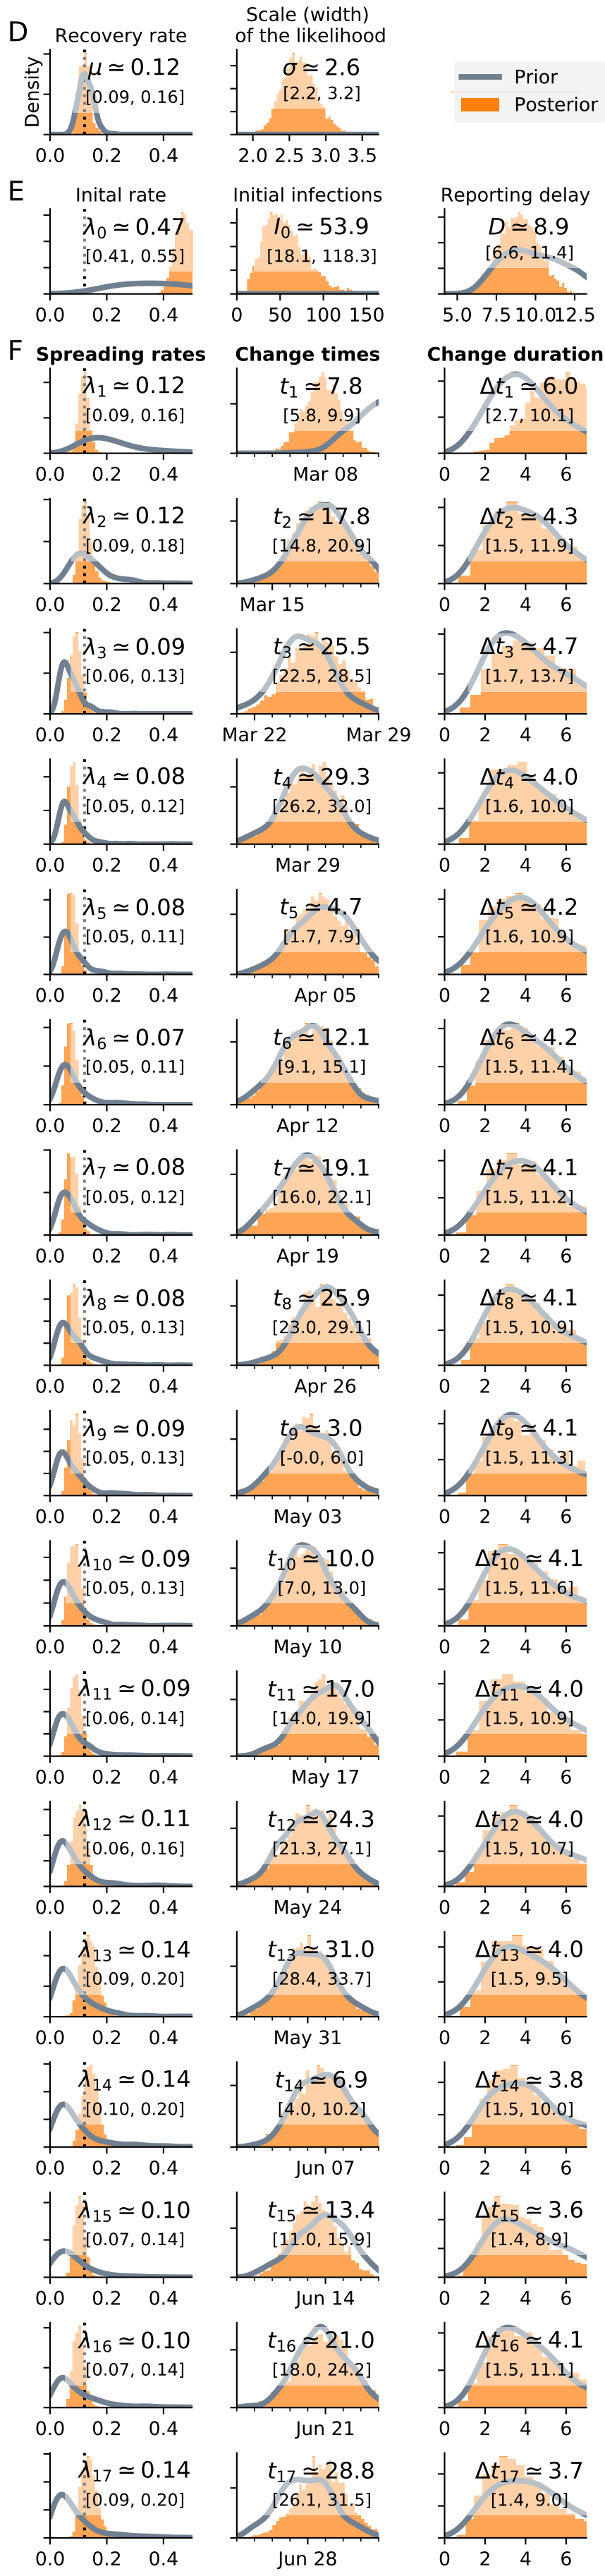 D
Recovery rate
Scale (width)
of the likelihood
Density
μ ≃ 0.12
[0.09, 0.16]
σ ≃ 2.6
[2.2, 3.2]
Prior
Posterior
0.0 0.2 0.4
2.0 2.5 3.0 3.5
E
Inital rate
Initial infections
Reporting delay
λ0 ≃ 0.47
[0.41, 0.55]
I0 ≃ 53.9
[18.1, 118.3]
D ≃ 8.9
[6.6, 11.4]
0.0 0.2 0.4
0 50 100 150
5.0 7.5 10.0 12.5
F
Spreading rates
Change times
Change duration
λ1 ≃ 0.12
[0.09, 0.16]
t1 ≃ 7.8
[5.8, 9.9]
Δt1 ≃ 6.0
[2.7, 10.1]
0.0 0.2 0.4
Mar 08
0 2 4 6
λ2 ≃ 0.12
[0.09, 0.18]
t2 ≃ 17.8
[14.8, 20.9]
Δt2 ≃ 4.3
[1.5, 11.9]
0.0 0.2 0.4
Mar 15
0 2 4 6
λ3 ≃ 0.09
[0.06, 0.13]
t3 ≃ 25.5
[22.5, 28.5]
Δt3 ≃ 4.7
[1.7, 13.7]
0.0 0.2 0.4
Mar 22 Mar 29
0 2 4 6
λ4 ≃ 0.08
[0.05, 0.12]
t4 ≃ 29.3
[26.2, 32.0]
Δt4 ≃ 4.0
[1.6, 10.0]
0.0 0.2 0.4
Mar 29
0 2 4 6
λ5 ≃ 0.08
[0.05, 0.11]
t5 ≃ 4.7
[1.7, 7.9]
Δt5 ≃ 4.2
[1.6, 10.9]
0.0 0.2 0.4
Apr 05
0 2 4 6
λ6 ≃ 0.07
[0.05, 0.11]
t6 ≃ 12.1
[9.1, 15.1]
Δt6 ≃ 4.2
[1.5, 11.4]
0.0 0.2 0.4
Apr 12
0 2 4 6
λ7 ≃ 0.08
[0.05, 0.12]
t7 ≃ 19.1
[16.0, 22.1]
Δt7 ≃ 4.1
[1.5, 11.2]
0.0 0.2 0.4
Apr 19
0 2 4 6
λ8 ≃ 0.08
[0.05, 0.13]
t8 ≃ 25.9
[23.0, 29.1]
Δt8 ≃ 4.1
[1.5, 10.9]
0.0 0.2 0.4
Apr 26
0 2 4 6
λ9 ≃ 0.09
[0.05, 0.13]
t9 ≃ 3.0
[-0.0, 6.0]
Δt9 ≃ 4.1
[1.5, 11.3]
0.0 0.2 0.4
May 03
0 2 4 6
λ10 ≃ 0.09
[0.05, 0.13]
t10 ≃ 10.0
[7.0, 13.0]
Δt10 ≃ 4.1
[1.5, 11.6]
0.0 0.2 0.4
May 10
0 2 4 6
λ11 ≃ 0.09
[0.06, 0.14]
t11 ≃ 17.0
[14.0, 19.9]
Δt11 ≃ 4.0
[1.5, 10.9]
0.0 0.2 0.4
May 17
0 2 4 6
λ12 ≃ 0.11
[0.06, 0.16]
t12 ≃ 24.3
[21.3, 27.1]
Δt12 ≃ 4.0
[1.5, 10.7]
0.0 0.2 0.4
May 24
0 2 4 6
λ13 ≃ 0.14
[0.09, 0.20]
t13 ≃ 31.0
[28.4, 33.7]
Δt13 ≃ 4.0
[1.5, 9.5]
0.0 0.2 0.4
May 31
0 2 4 6
λ14 ≃ 0.14
[0.10, 0.20]
t14 ≃ 6.9
[4.0, 10.2]
Δt14 ≃ 3.8
[1.5, 10.0]
0.0 0.2 0.4
Jun 07
0 2 4 6
λ15 ≃ 0.10
[0.07, 0.14]
t15 ≃ 13.4
[11.0, 15.9]
Δt15 ≃ 3.6
[1.4, 8.9]
0.0 0.2 0.4
Jun 14
0 2 4 6
λ16 ≃ 0.10
[0.07, 0.14]
t16 ≃ 21.0
[18.0, 24.2]
Δt16 ≃ 4.1
[1.5, 11.1]
0.0 0.2 0.4
Jun 21
0 2 4 6
λ17 ≃ 0.14
[0.09, 0.20]
t17 ≃ 28.8
[26.1, 31.5]
Δt17 ≃ 3.7
[1.4, 9.0]
0.0 0.2 0.4
Jun 28
0 2 4 6